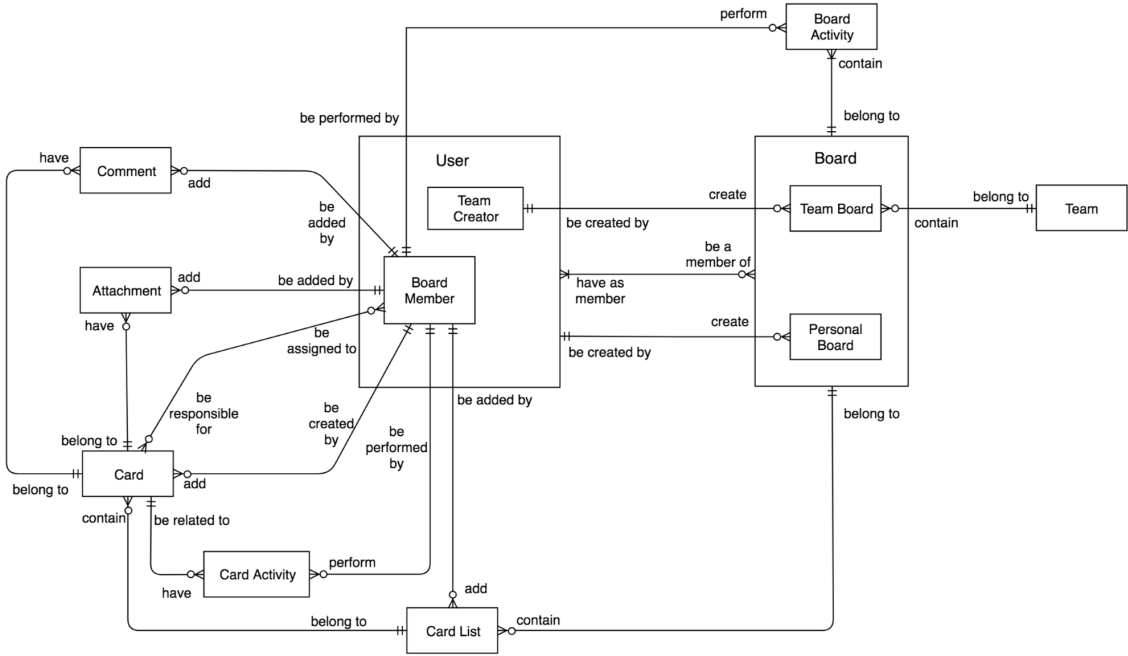 perform
Board
Activity
contain
be performed by
belong to
have
Comment
add
User
Board
Team
Creator
create
Team Board
belong to
Team
be created by
contain
be
added
by
be a
member of
Attachment
add
be added by
Board
Member
have as
member
have
be
assigned to
create
Personal
Board
be created by
be
responsible
for
be
created
by
be added by
be
performed
by
belong to
belong to
Card
add
belong to
contain
be related to
Card Activity
perform
have
add
belong to
Card List
contain